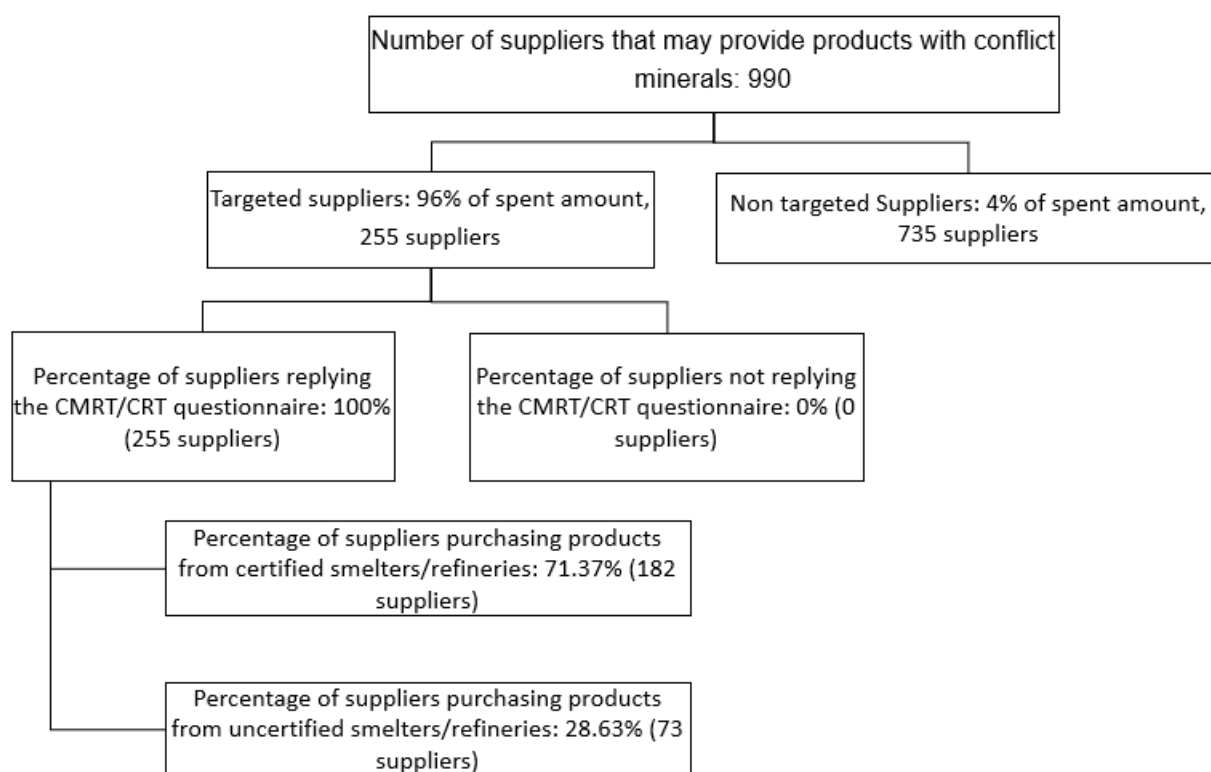 Number of suppliers that may provide products with conflict
minerals: 990
Targeted suppliers: 96% of spent amount,
255 suppliers
Non targeted Suppliers: 4% of spent amount,
735 suppliers
Percentage of suppliers replying
the CMRT/CRT questionnaire: 100%
(255 suppliers)
Percentage of suppliers not replying
the CMRT/CRT questionnaire: 0% (0
suppliers)
Percentage of suppliers purchasing products
from certified smelters/refineries: 71.37% (182
suppliers)
Percentage of suppliers purchasing products
from uncertified smelters/refineries: 28.63% (73
suppliers)